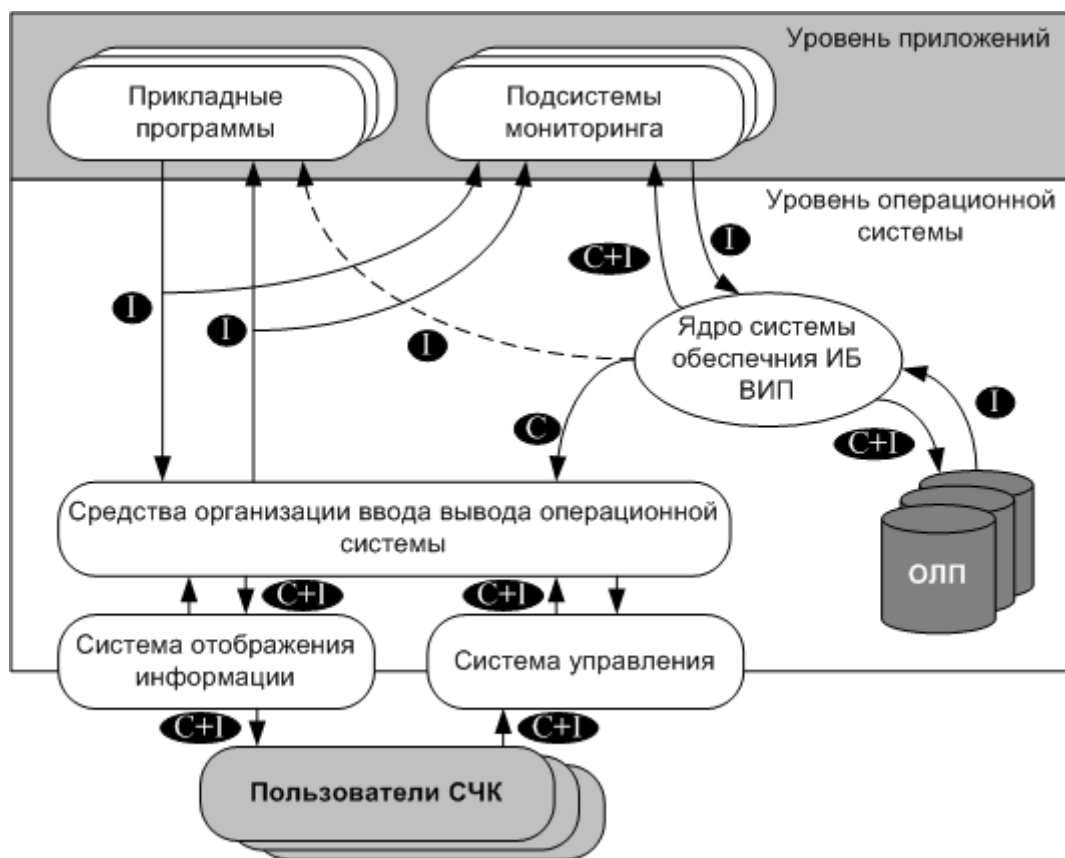 Уровень приложений
Прикладные
программы
Подсистемы
мониторинга
Уровень операционной
системы
I
C+I
I
I
I
Ядро системы
обеспечния ИБ
ВИП
I
C
C+I
I
Средства организации ввода вывода операционной
системы
ОЛП
C+I
C+I
Система отображения
информации
Система управления
C+I
C+I
Пользователи СЧК